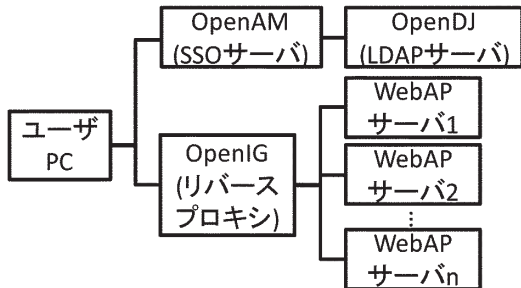 OpenAM
(SSOサーバ)
OpenDJ
(LDAPサーバ)
ユーザ
PC
OpenIG
(リバース
プロキシ)
WebAP
サーバ1
WebAP
サーバ2
⋮
WebAP
サーバn